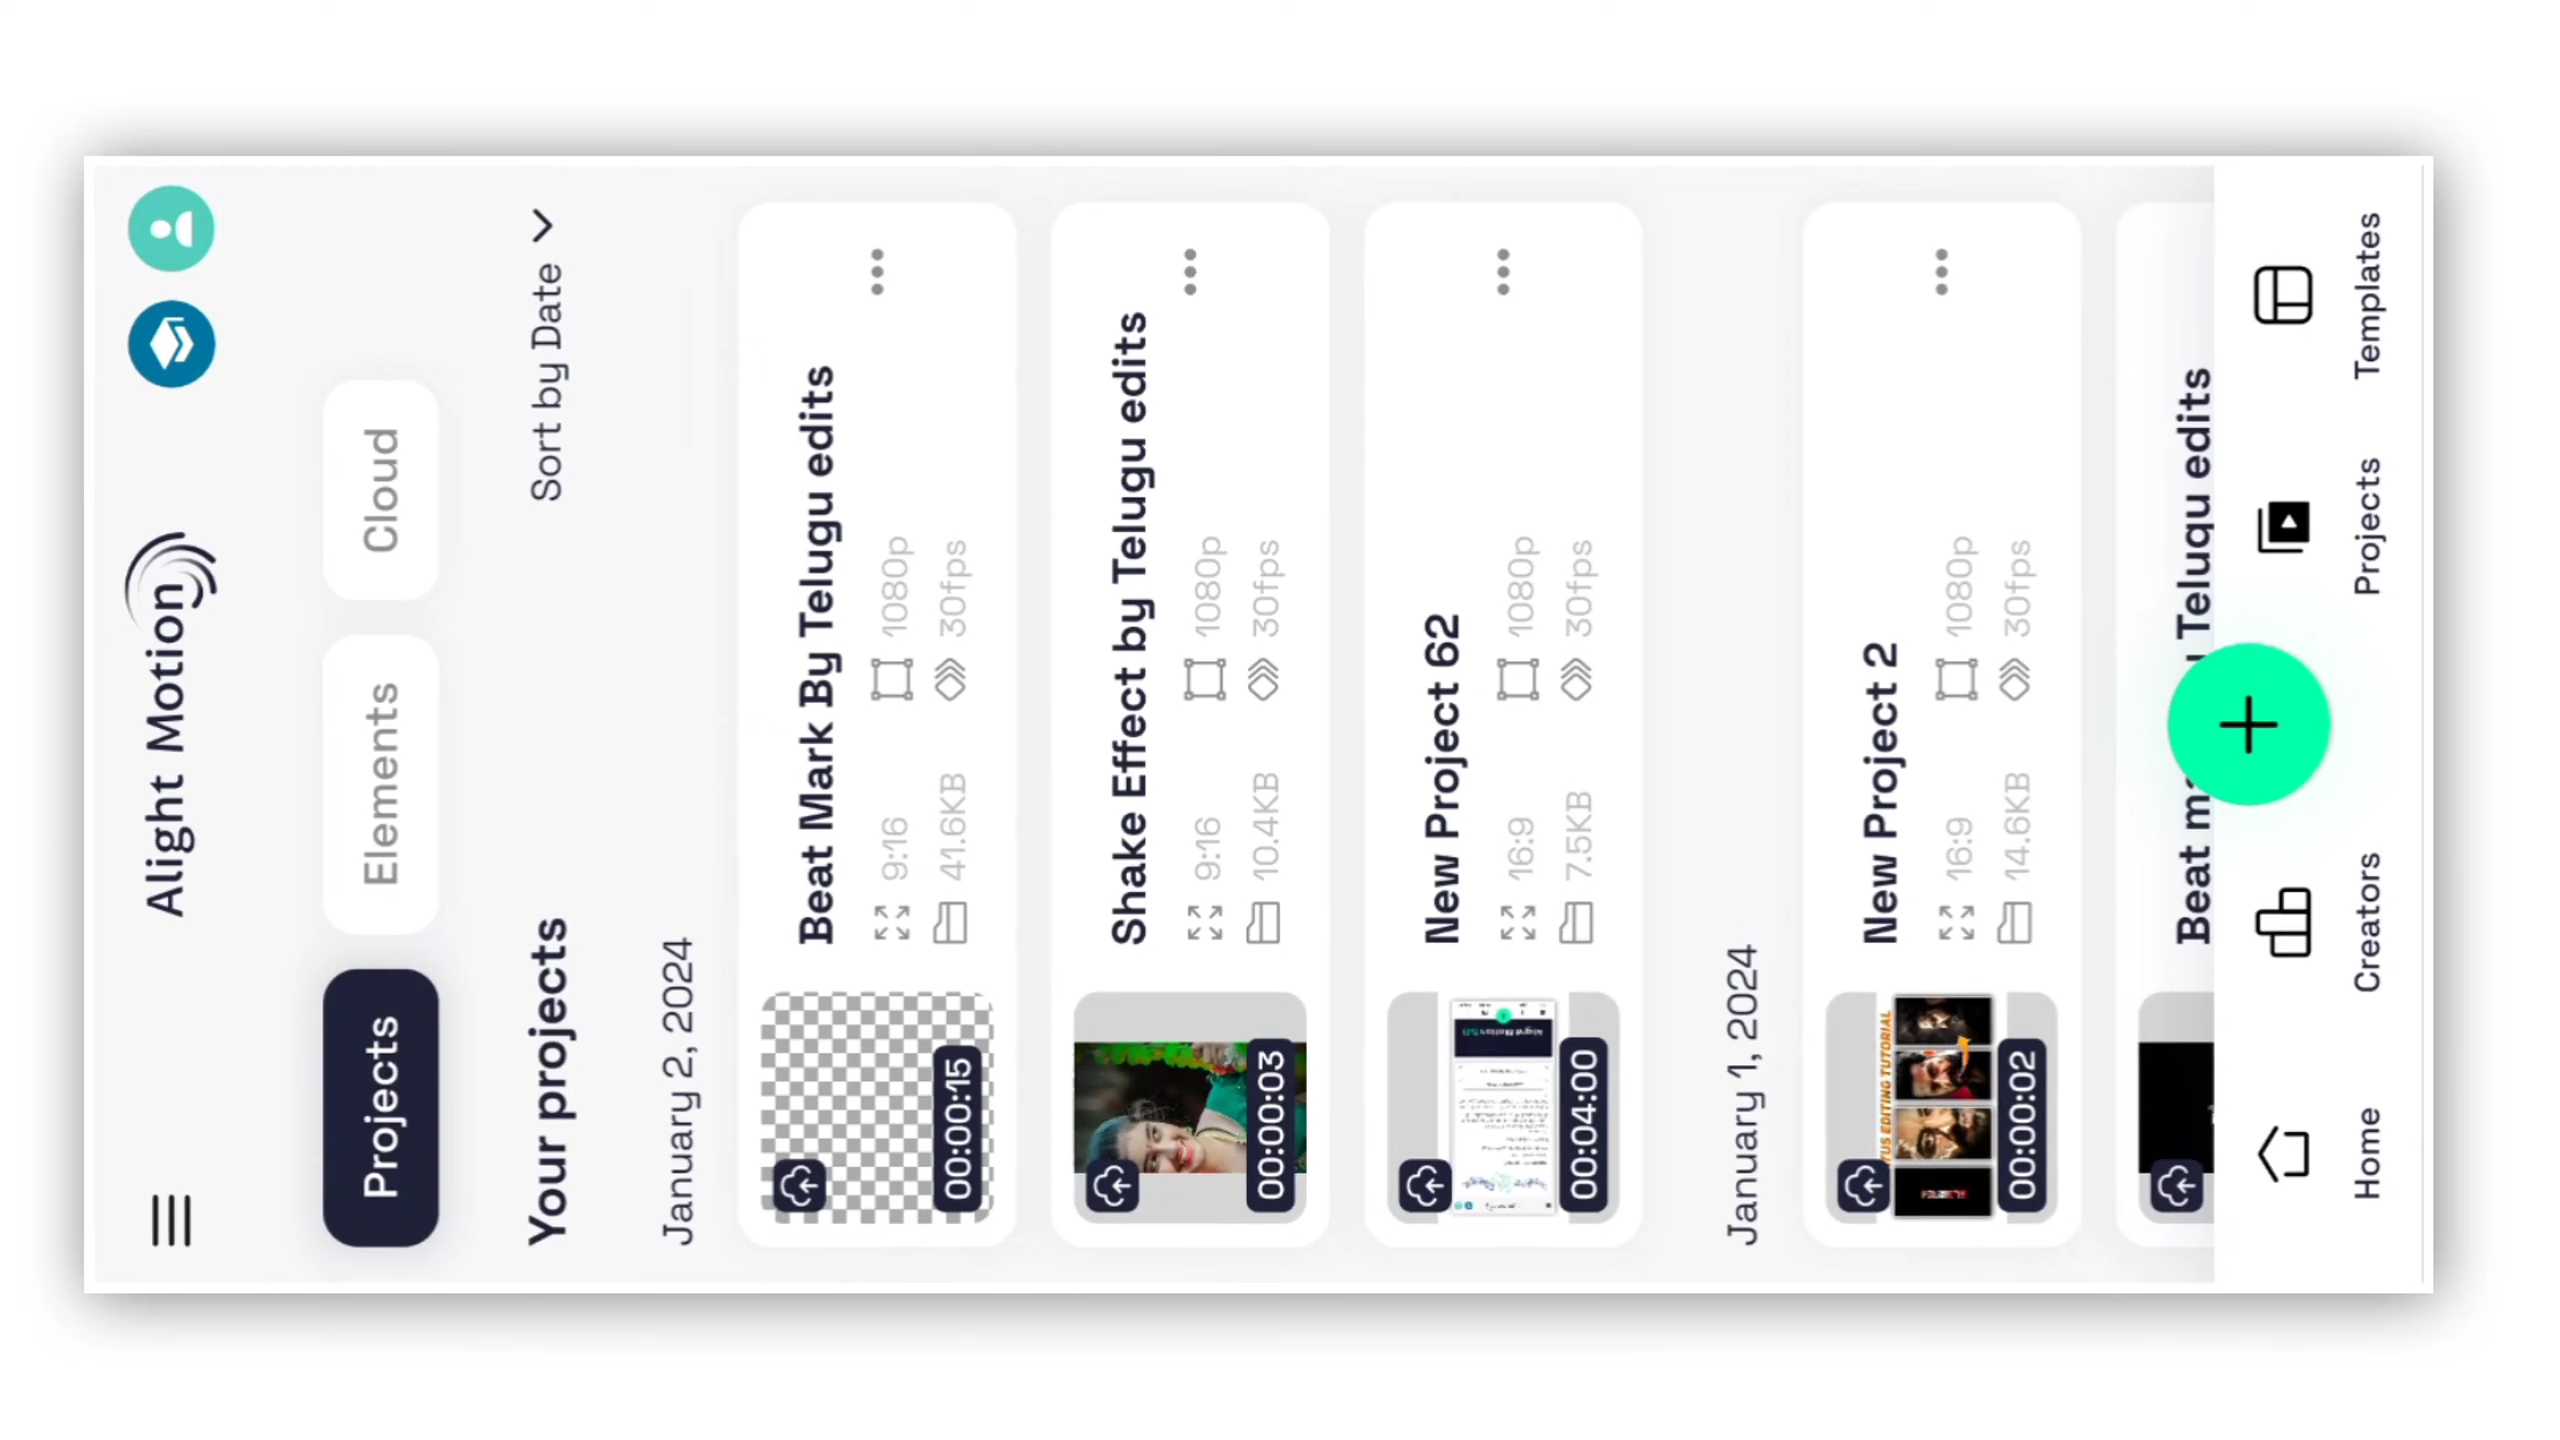 Alight Motion
Projects
Elements
Cloud
Your projects
Sort by Date
January 2, 2024
Beat Mark By Telugu edits
9:16
1080p
41.6KB
30fps
00:00:15
Shake Effect by Telugu edits
9:16
1080p
10.4KB
30fps
00:00:03
New Project 62
16:9
1080p
7.5KB
30fps
00:04:00
January 1, 2024
New Project 2
16:9
1080p
14.6KB
30fps
TUS EDITING TUTORIAL
00:00:02
Beat Telugu edits
Home
Creators
Projects
Templates